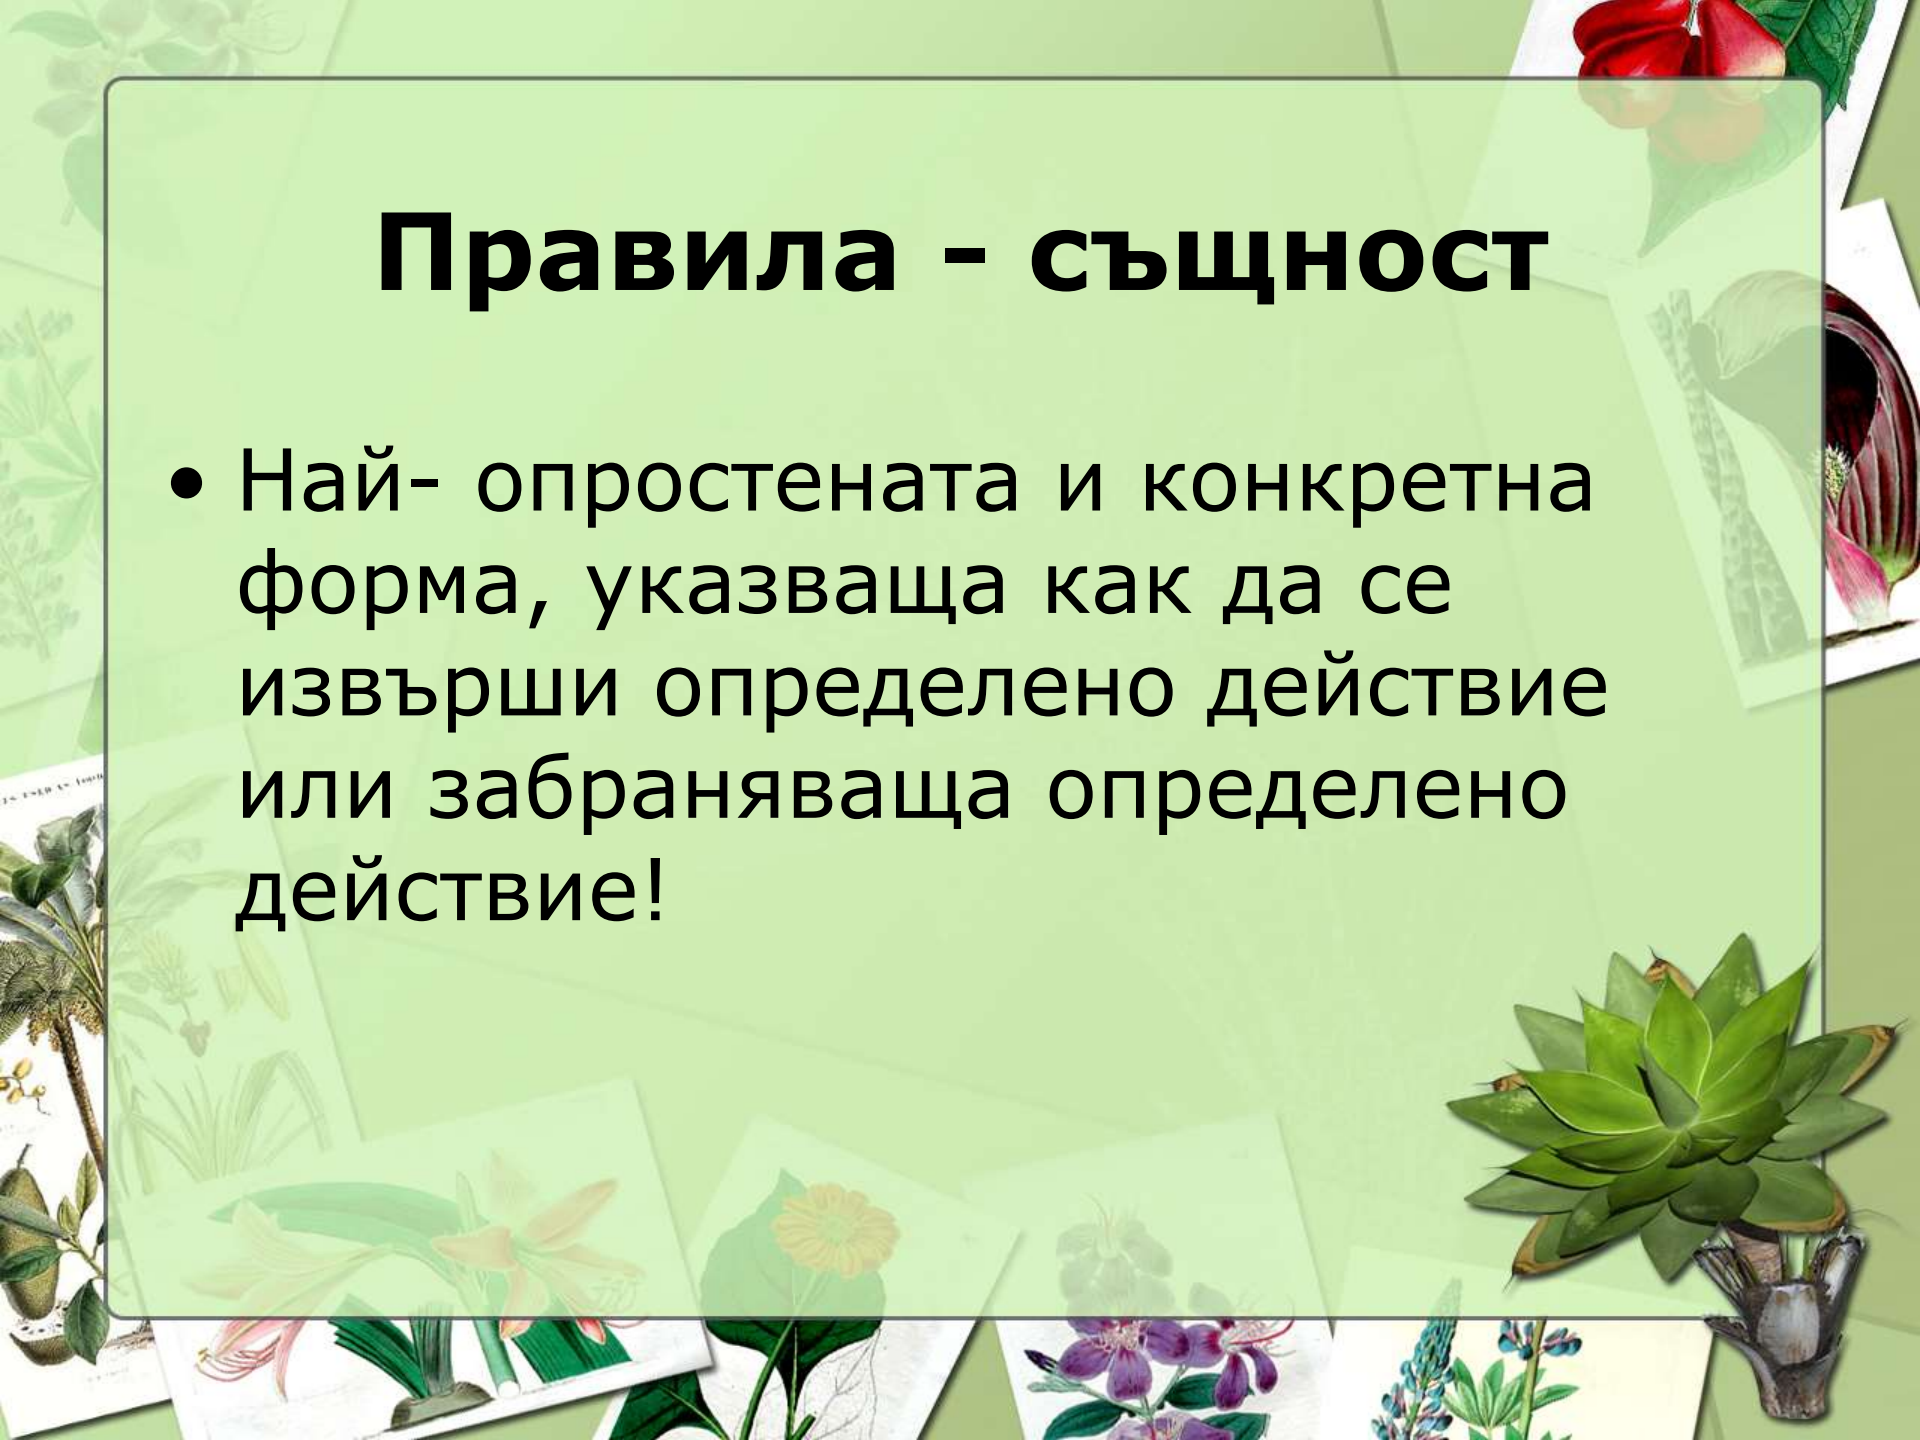 Правила - същност
• Най- опростената и конкретна
форма, указваща как да се
извърши определено действие
или забраняваща определено
действие!